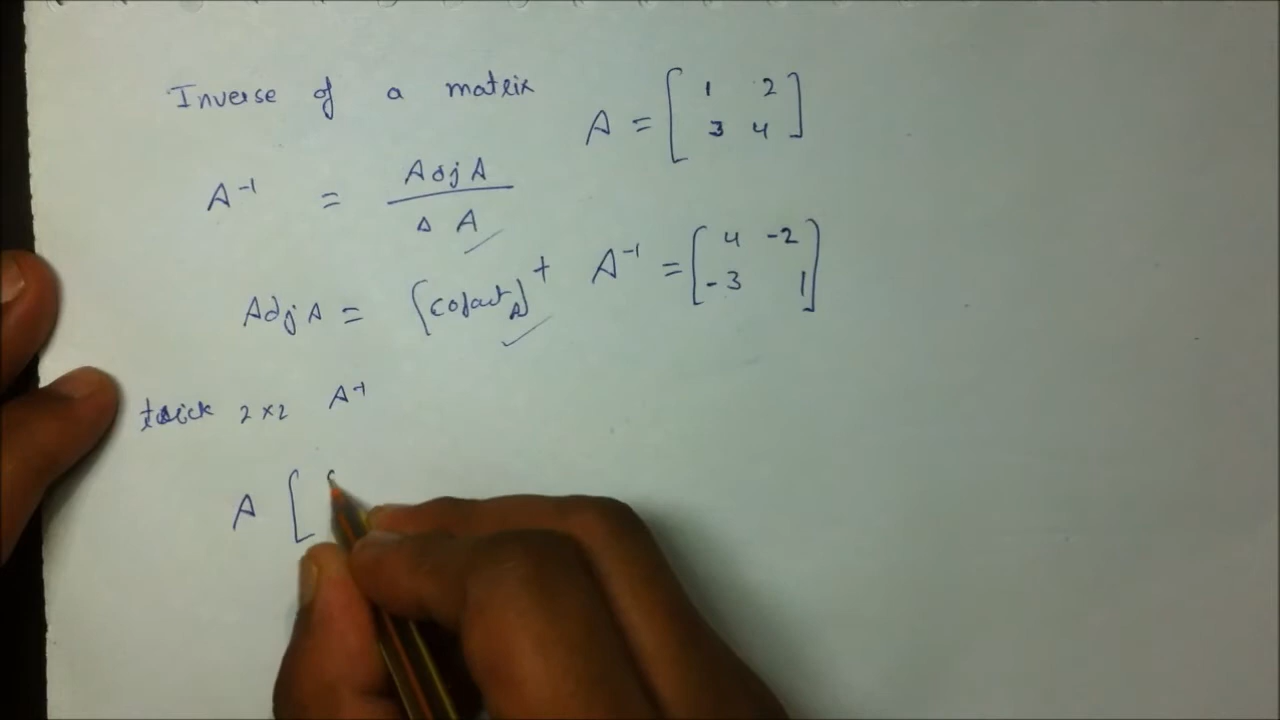 Inverse of a matrix
A = [ 1 2
3 4 ]
A⁻¹ = Adj A
Δ A
Adj A = [cofact A]ᵗ
A⁻¹ = [ 4 -2
-3 1 ]
trick 2×2 A⁻¹
A [